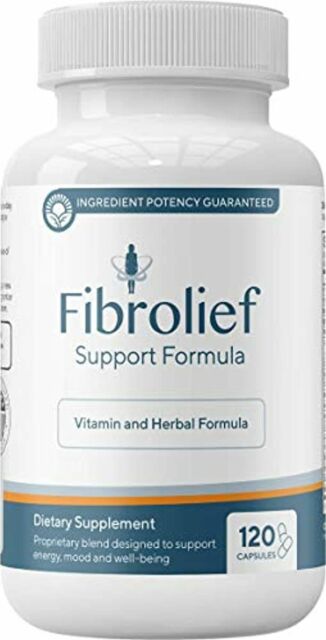 INGREDIENT POTENCY GUARANTEED
Fibrolief
Support Formula
Vitamin and Herbal Formula
Dietary Supplement
Proprietary blend designed to support
energy, mood and well-being
120
CAPSULES